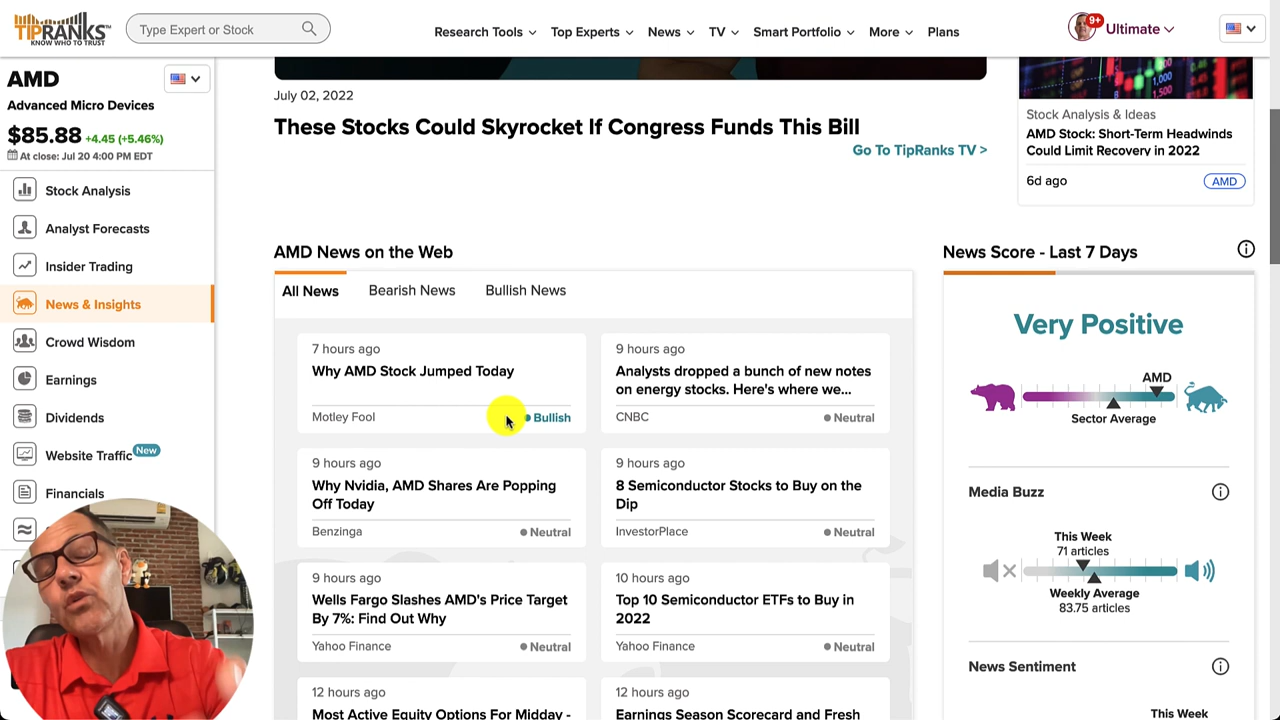 TIPRANKS
KNOW WHO TO TRUST
Type Expert or Stock
Research Tools
Top Experts
News
TV
Smart Portfolio
More
Plans
9+
Ultimate
AMD
Advanced Micro Devices
$85.88 +4.45 (+5.46%)
At close: Jul 20 4:00 PM EDT
Stock Analysis
Analyst Forecasts
Insider Trading
News & Insights
Crowd Wisdom
Earnings
Dividends
Website Traffic New
Financials
July 02, 2022
These Stocks Could Skyrocket If Congress Funds This Bill
Go To TipRanks TV >
1,000
,500
Stock Analysis & Ideas
AMD Stock: Short-Term Headwinds
Could Limit Recovery in 2022
6d ago
AMD
AMD News on the Web
All News
Bearish News
Bullish News
7 hours ago
Why AMD Stock Jumped Today
Motley Fool
Bullish
9 hours ago
Analysts dropped a bunch of new notes
on energy stocks. Here's where we...
CNBC
Neutral
9 hours ago
Why Nvidia, AMD Shares Are Popping
Off Today
Benzinga
Neutral
9 hours ago
8 Semiconductor Stocks to Buy on the
Dip
InvestorPlace
Neutral
9 hours ago
Wells Fargo Slashes AMD's Price Target
By 7%: Find Out Why
Yahoo Finance
Neutral
10 hours ago
Top 10 Semiconductor ETFs to Buy in
2022
Yahoo Finance
Neutral
12 hours ago
Most Active Equity Options For Midday -
12 hours ago
Earnings Season Scorecard and Fresh
News Score - Last 7 Days
Very Positive
AMD
Sector Average
Media Buzz
This Week
71 articles
Weekly Average
83.75 articles
News Sentiment
This Week